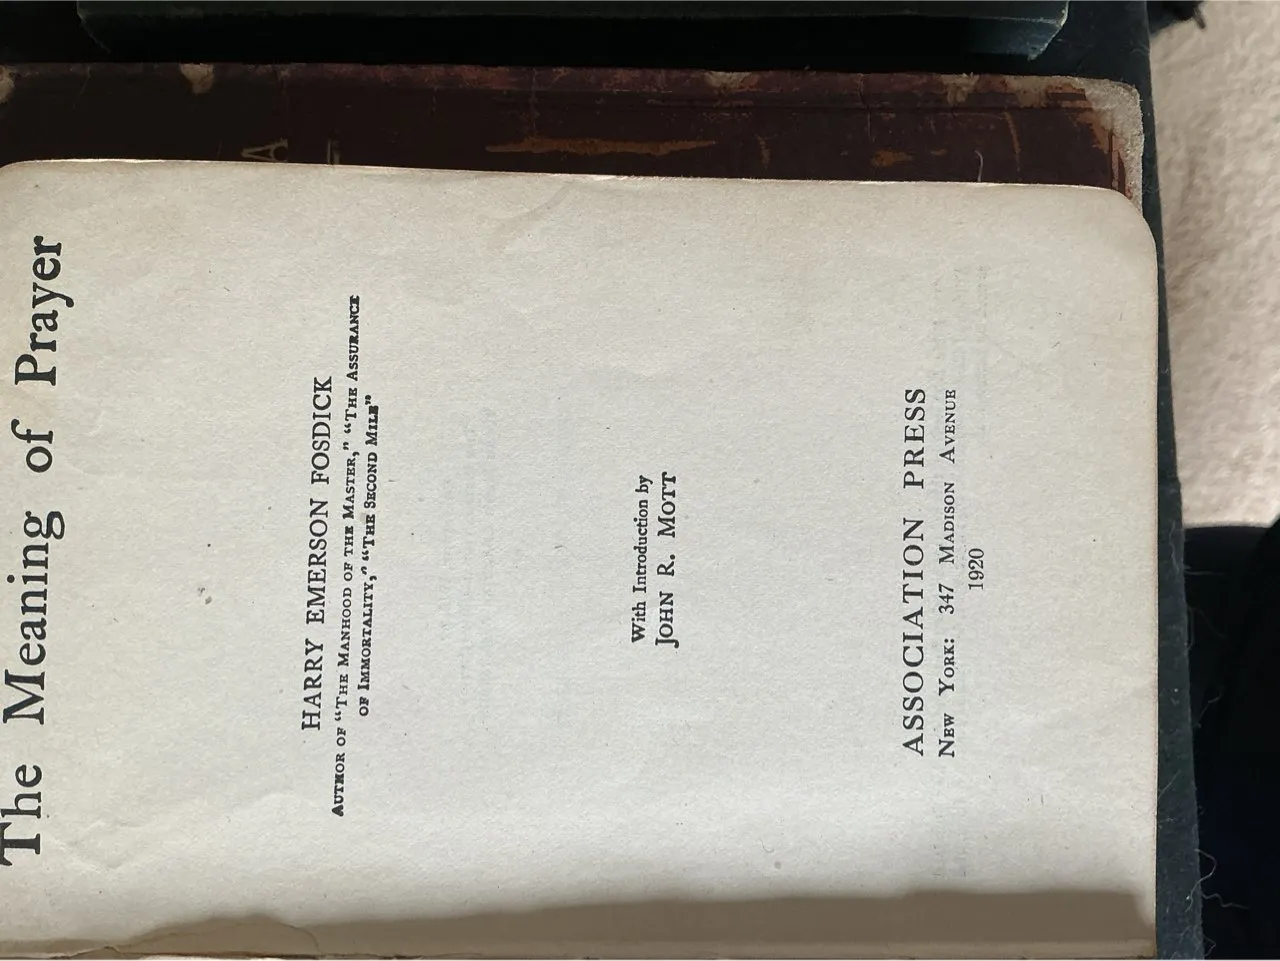 The Meaning of Prayer
HARRY EMERSON FOSDICK
AUTHOR OF "THE MANHOOD OF THE MASTER," "THE ASSURANCE
OF IMMORTALITY," "THE SECOND MILE"
With Introduction by
JOHN R. MOTT
ASSOCIATION PRESS
NEW YORK: 347 MADISON AVENUE
1920